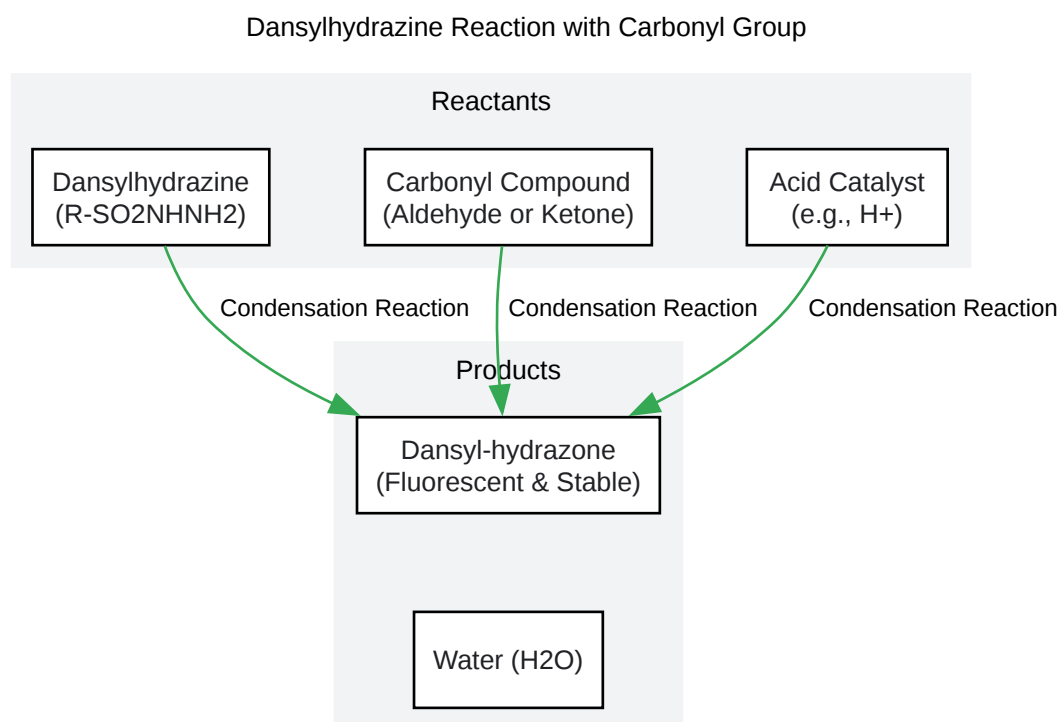 Dansylhydrazine Reaction with Carbonyl Group
Reactants
Dansylhydrazine
(R-SO2NHNH2)
Carbonyl Compound
(Aldehyde or Ketone)
Acid Catalyst
(e.g., H+)
Condensation Reaction
Condensation Reaction
Condensation Reaction
Products
Dansyl-hydrazone
(Fluorescent & Stable)
Water (H2O)